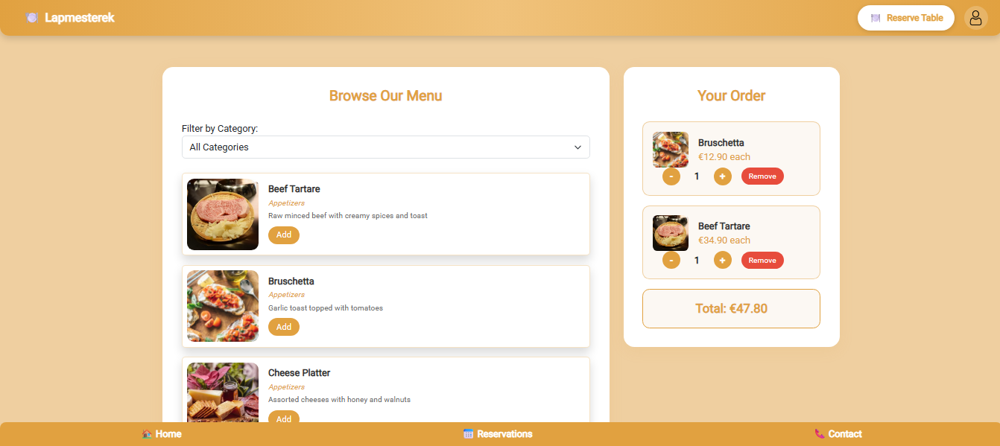 Lapmesterek
Reserve Table
Browse Our Menu
Filter by Category:
All Categories
Beef Tartare
Appetizers
Raw minced beef with creamy spices and toast
Add
Bruschetta
Appetizers
Garlic toast topped with tomatoes
Add
Cheese Platter
Appetizers
Assorted cheeses with honey and walnuts
Add
Your Order
Bruschetta
€12.90 each
- 1 + Remove
Beef Tartare
€34.90 each
- 1 + Remove
Total: €47.80
Home
Reservations
Contact